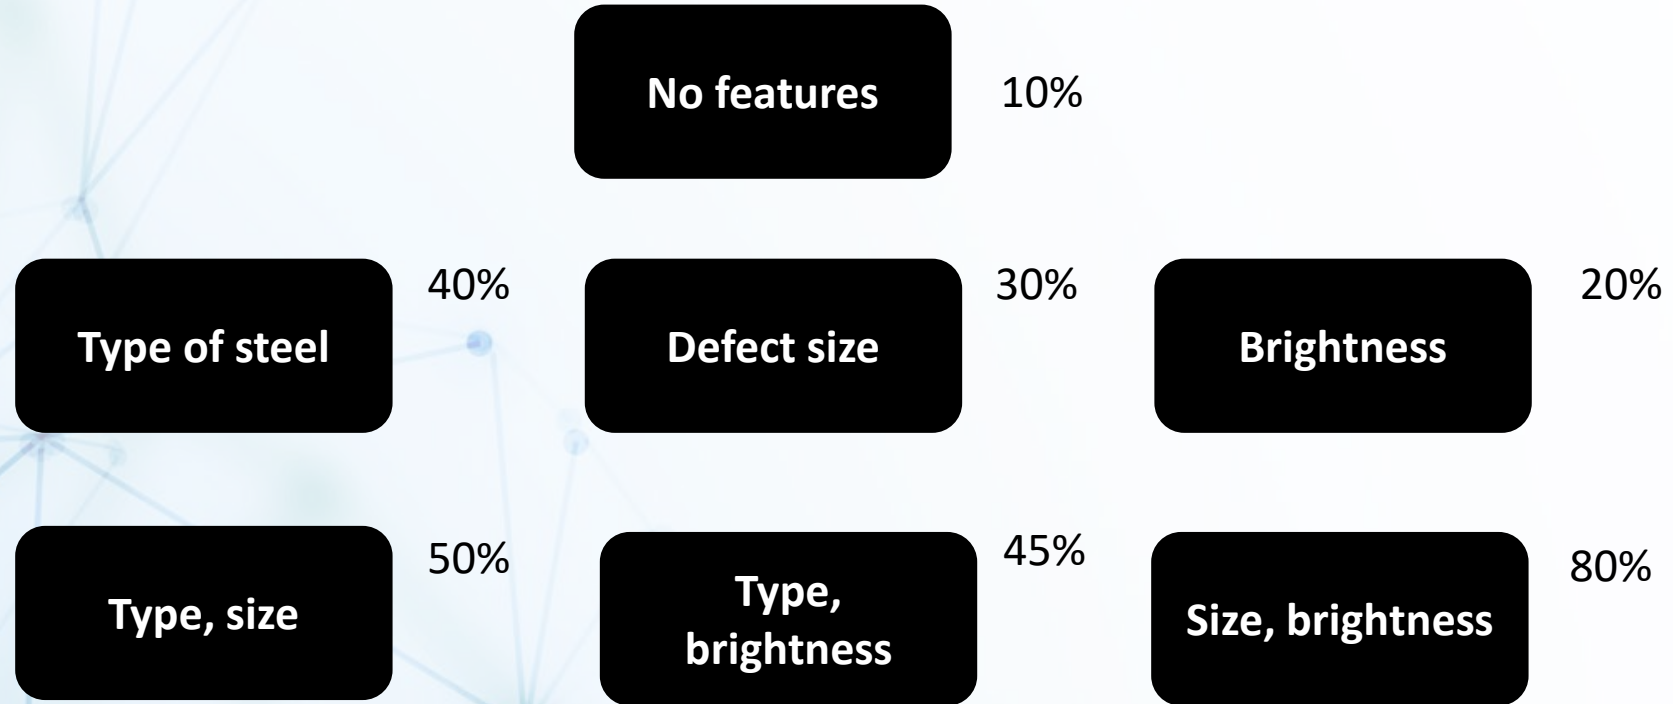 No features
10%
Type of steel
40%
Defect size
30%
Brightness
20%
Type, size
50%
Type,
brightness
45%
Size, brightness
80%